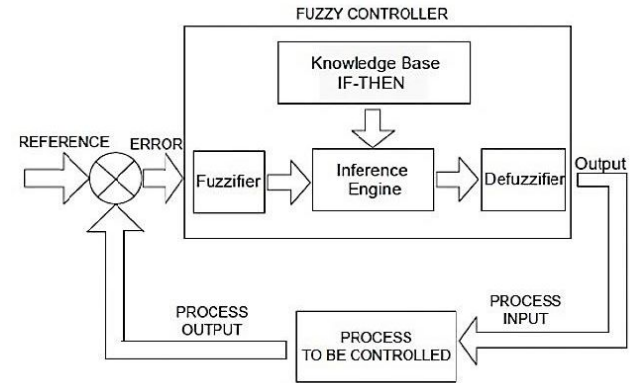 FUZZY CONTROLLER
Knowledge Base
IF-THEN
REFERENCE
ERROR
Fuzzifier
Inference
Engine
Defuzzifier
Output
PROCESS
OUTPUT
PROCESS
TO BE CONTROLLED
PROCESS
INPUT